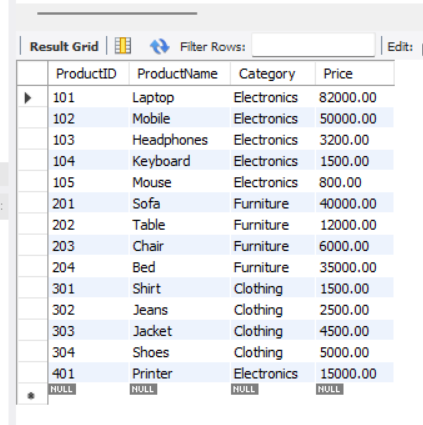 Result Grid Filter Rows: Edit:
ProductID ProductName Category Price
101 Laptop Electronics 82000.00
102 Mobile Electronics 50000.00
103 Headphones Electronics 3200.00
104 Keyboard Electronics 1500.00
105 Mouse Electronics 800.00
201 Sofa Furniture 40000.00
202 Table Furniture 12000.00
203 Chair Furniture 6000.00
204 Bed Furniture 35000.00
301 Shirt Clothing 1500.00
302 Jeans Clothing 2500.00
303 Jacket Clothing 4500.00
304 Shoes Clothing 5000.00
401 Printer Electronics 15000.00
NULL NULL NULL NULL